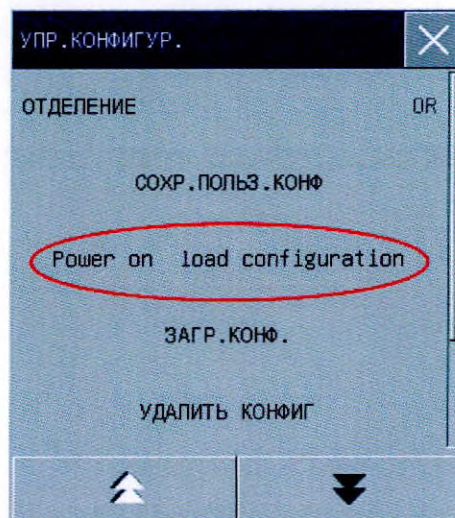 УПР.КОНФИГУР.
ОТДЕЛЕНИЕ OR
СОХР.ПОЛЬЗ.КОНФ
Power on load configuration
ЗАГР.КОНФ.
УДАЛИТЬ КОНФИГ